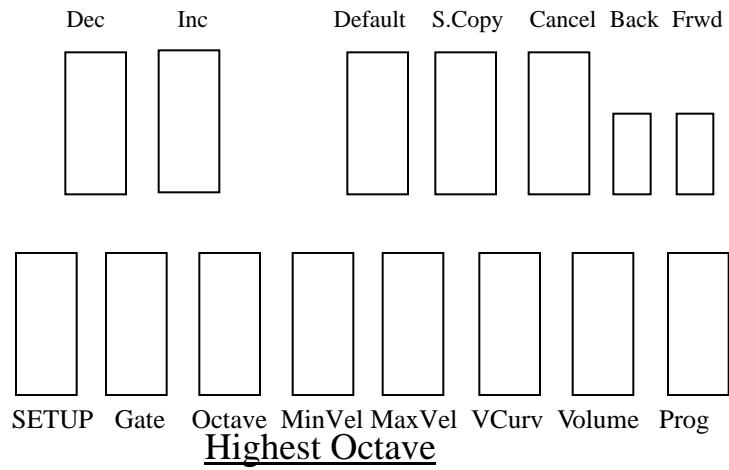 Dec Inc Default S.Copy Cancel Back Frwd
SETUP Gate Octave MinVel MaxVel VCurv Volume Prog
Highest Octave